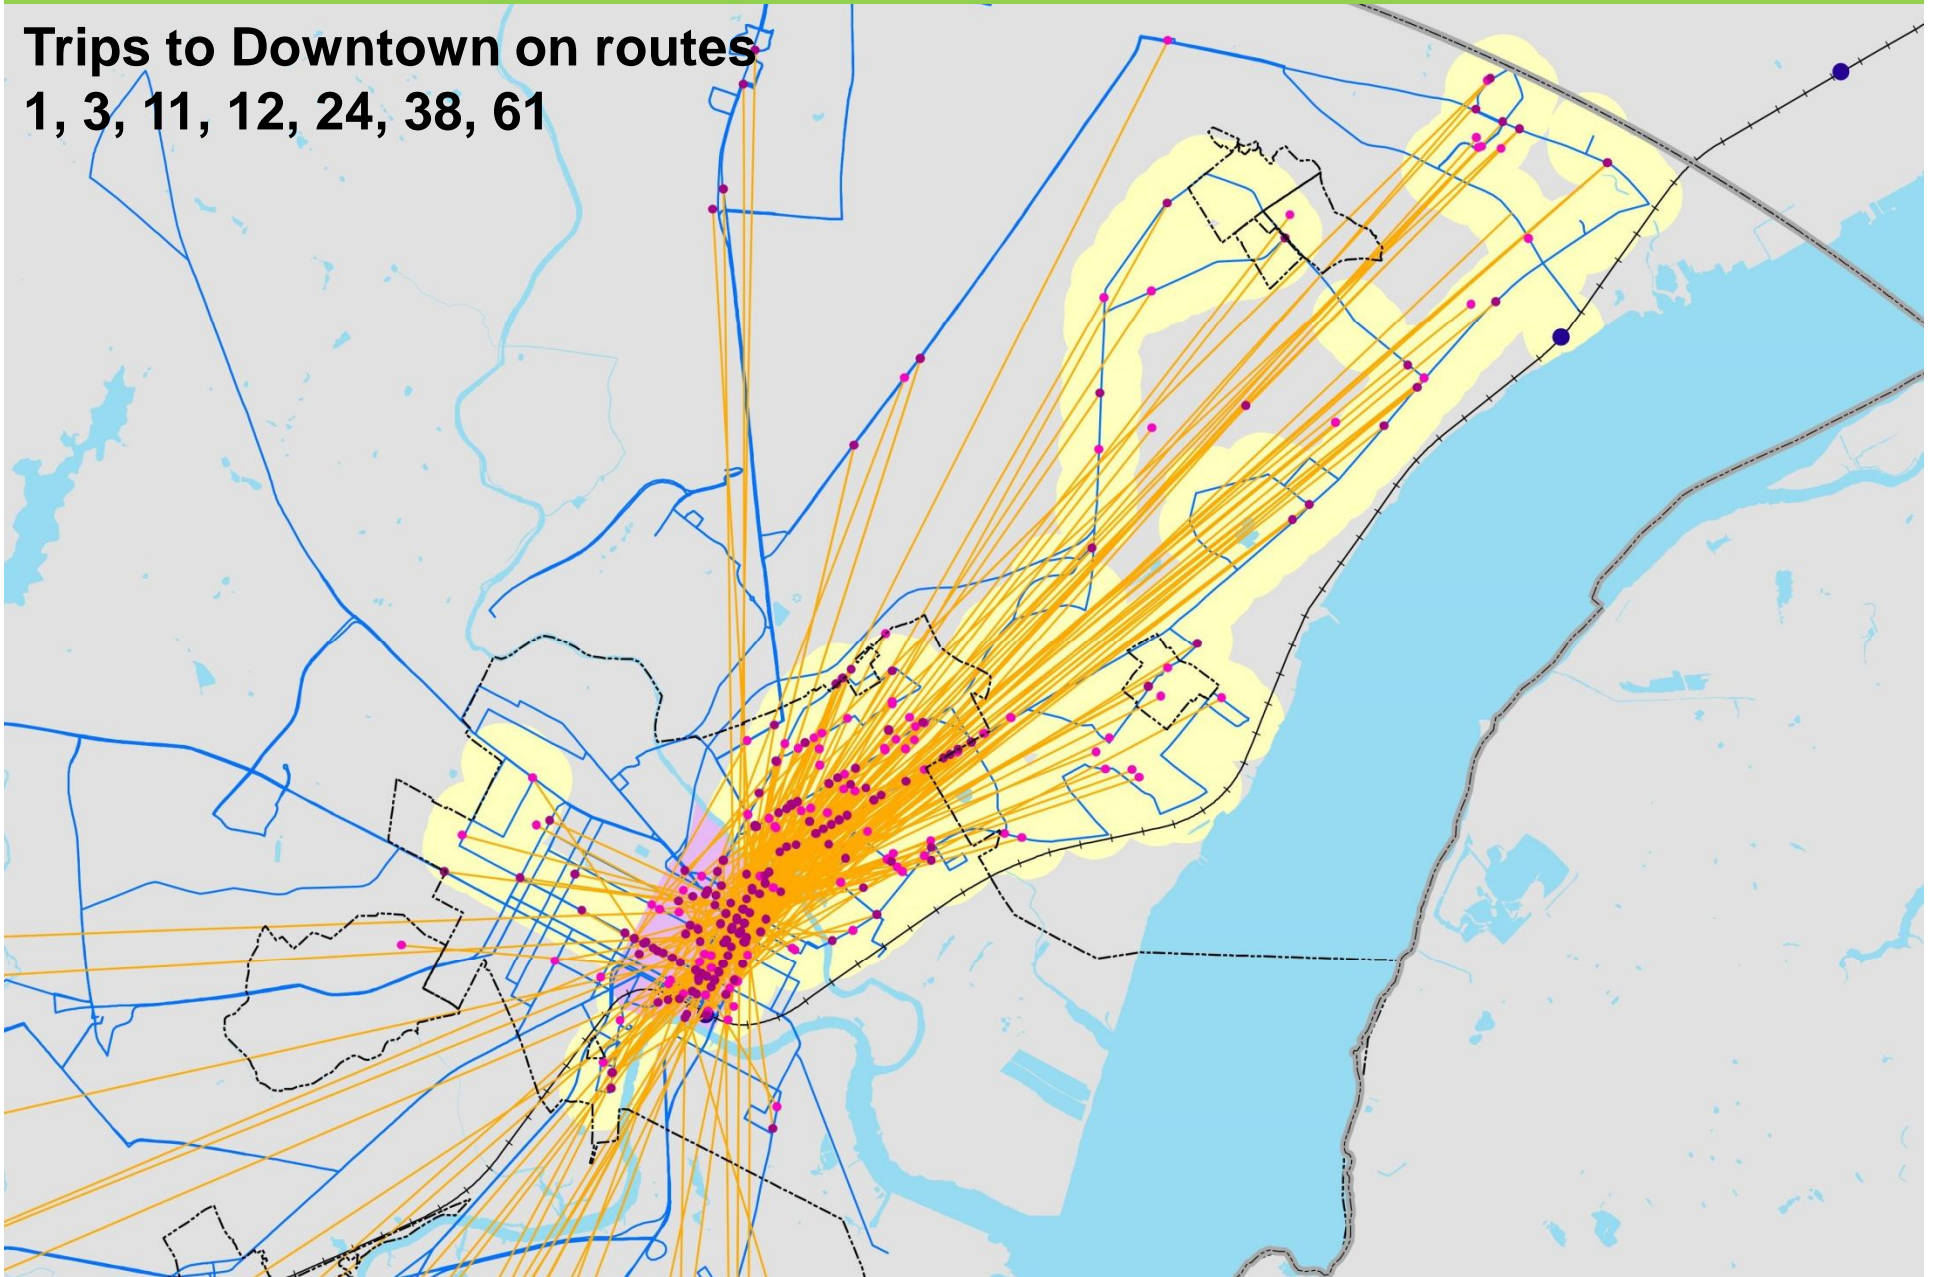 Trips to Downtown on routes
1, 3, 11, 12, 24, 38, 61